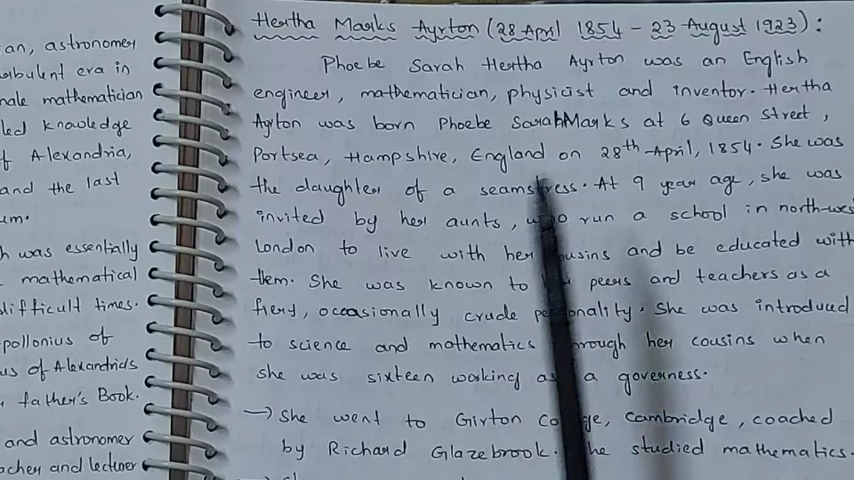 an, astronomer
era in
mathematician
led knowledge
f Alexandria,
and the last
um.
h was essentially
mathematical
difficult times.
pollonius of
us of Alexandrids
father's Book.
and astronomer
acher and lecturer
Hertha Marks Ayrton (28 April 1854 - 23 August 1923):
Phoebe Sarah Hertha Ayrton was an English
engineer, mathematician, physicist and inventor. Hertha
Ayrton was born Phoebe Sarah Marks at 6 Queen Street,
Portsea, Hampshire, England on 28th April, 1854. She was
the daughter of a seamstress. At 9 year age, she was
invited by her aunts, who run a school in north-wes
London to live with her cousins and be educated with
them. She was known to peers and teachers as a
fiery, occasionally crude personality. She was introduced
to science and mathematics through her cousins when
she was sixteen working as a governess.
→ She went to Girton College, Cambridge, coached
by Richard Glazebrook. She studied mathematics.